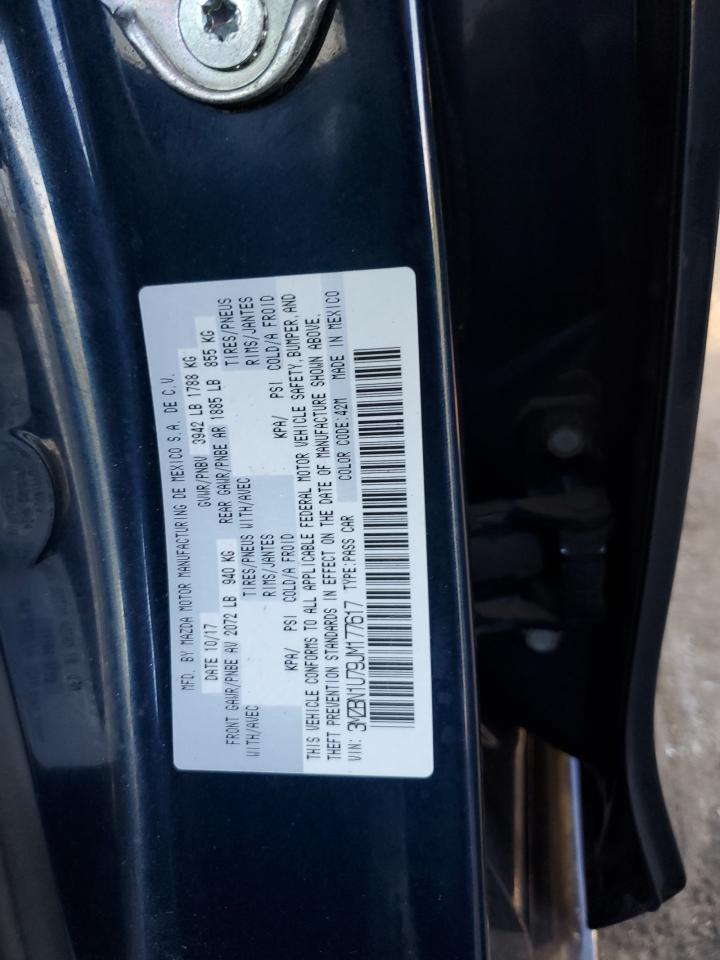 MFD. BY MAZDA MOTOR MANUFACTURING DE MEXICO S.A. DE C.V.
DATE 10/17 GVWR/PNBV 3942 LB 1788 KG
FRONT GAWR/PNBE AV 2072 LB 940 KG REAR GAWR/PNBE AR 1885 LB 855 KG
WITH/AVEC TIRES/PNEUS WITH/AVEC TIRES/PNEUS
RIMS/JANTES RIMS/JANTES
KPA/ PSI COLD/A FROID KPA/ PSI COLD/A FROID
THIS VEHICLE CONFORMS TO ALL APPLICABLE FEDERAL MOTOR VEHICLE SAFETY, BUMPER, AND
THEFT PREVENTION STANDARDS IN EFFECT ON THE DATE OF MANUFACTURE SHOWN ABOVE.
VIN: 3MZBN1U79JM177617 TYPE:PASS CAR COLOR CODE:42M MADE IN MEXICO